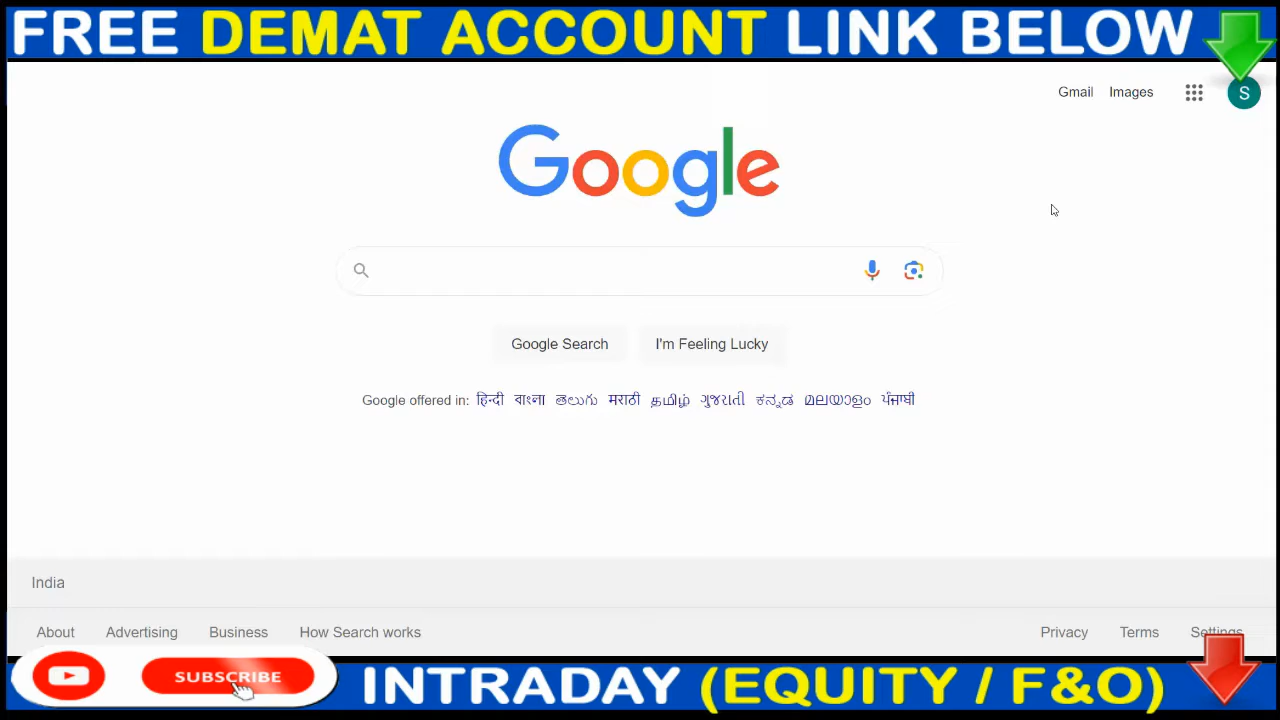 FREE DEMAT ACCOUNT LINK BELOW
Gmail Images S
Google
Google Search I'm Feeling Lucky
Google offered in: हिन्दी বাংলা తెలుగు मराठी தமிழ் ગુજરાતી ಕನ್ನಡ മലയാളം ਪੰਜਾਬੀ
India
About Advertising Business How Search works Privacy Terms Settings
SUBSCRIBE
INTRADAY (EQUITY / F&O)